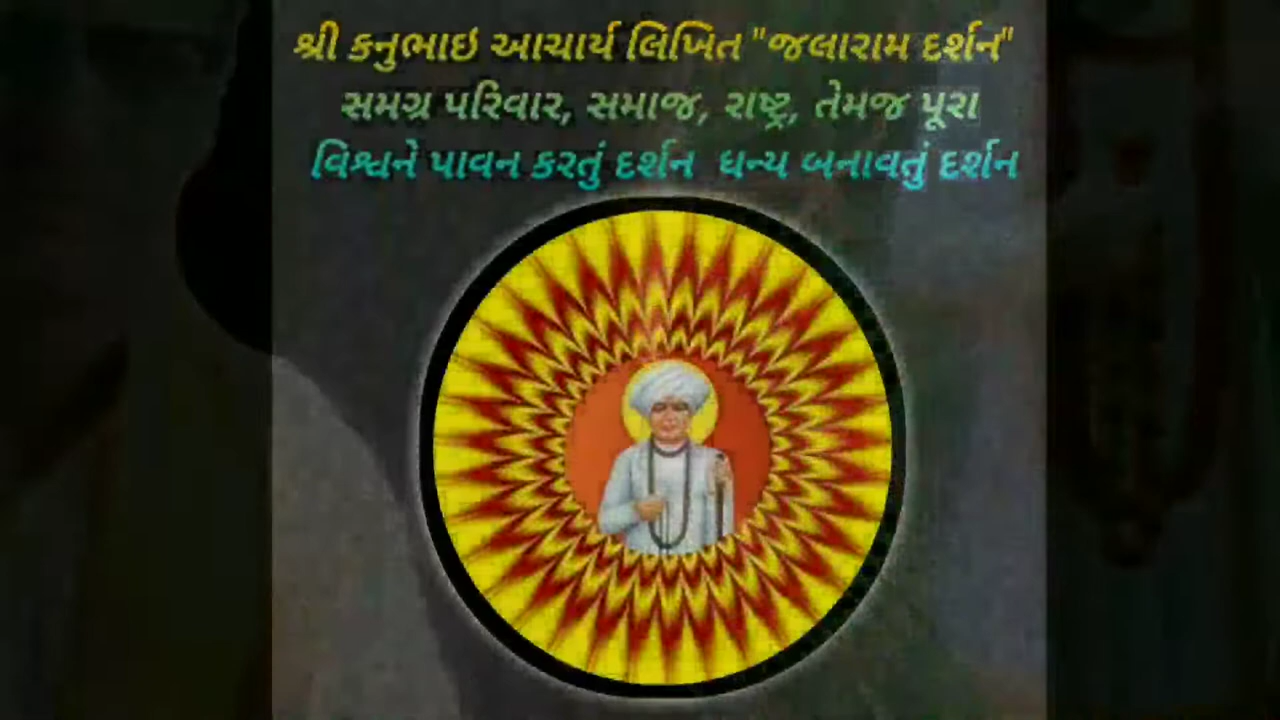 શ્રી કનુભાઇ આચાર્ય લિખિત "જલારામ દર્શન"
સમગ્ર પરિવાર, સમાજ, રાષ્ટ્ર, તેમજ પૂરા
વિશ્વને પાવન કરતું દર્શન ધન્ય બનાવતું દર્શન